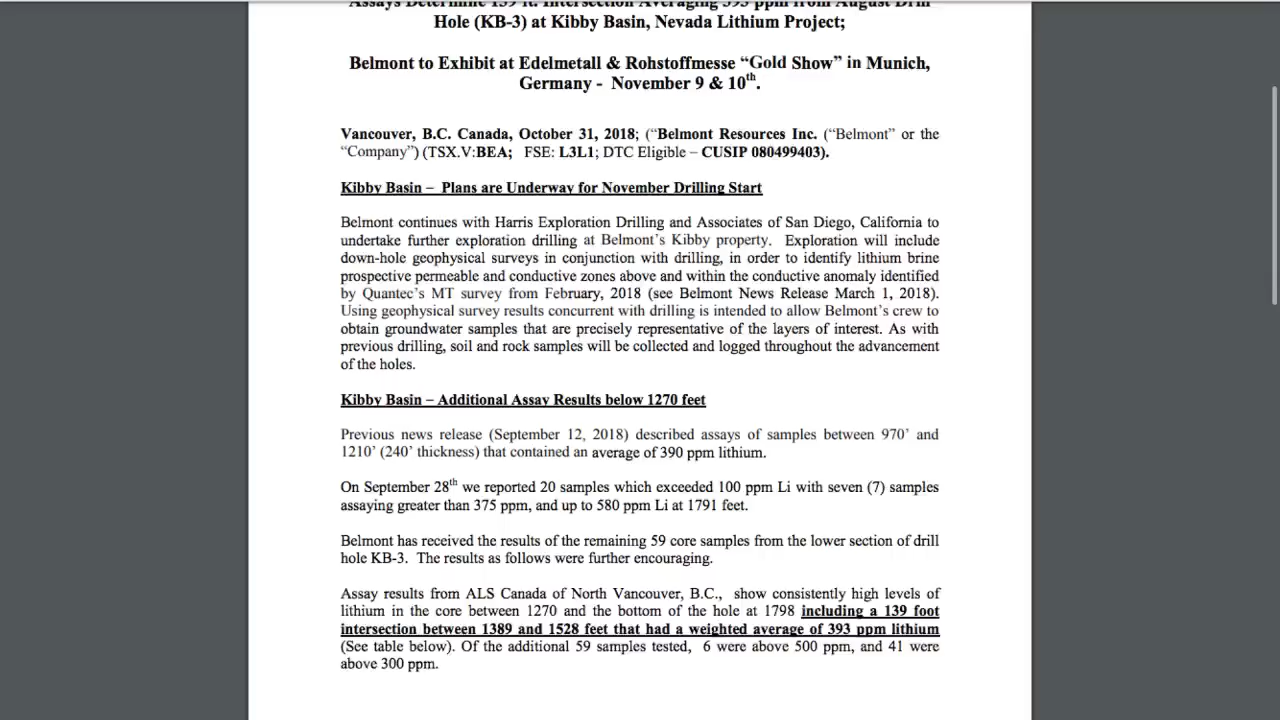 Assays Determine 139 ft. Intersection Averaging 393 ppm from August Drill
Hole (KB-3) at Kibby Basin, Nevada Lithium Project;
Belmont to Exhibit at Edelmetall & Rohstoffmesse “Gold Show” in Munich,
Germany - November 9 & 10th.
Vancouver, B.C. Canada, October 31, 2018; (“Belmont Resources Inc. (“Belmont” or the
“Company”) (TSX.V:BEA; FSE: L3L1; DTC Eligible – CUSIP 080499403).
Kibby Basin – Plans are Underway for November Drilling Start
Belmont continues with Harris Exploration Drilling and Associates of San Diego, California to
undertake further exploration drilling at Belmont’s Kibby property. Exploration will include
down-hole geophysical surveys in conjunction with drilling, in order to identify lithium brine
prospective permeable and conductive zones above and within the conductive anomaly identified
by Quantec’s MT survey from February, 2018 (see Belmont News Release March 1, 2018).
Using geophysical survey results concurrent with drilling is intended to allow Belmont’s crew to
obtain groundwater samples that are precisely representative of the layers of interest. As with
previous drilling, soil and rock samples will be collected and logged throughout the advancement
of the holes.
Kibby Basin – Additional Assay Results below 1270 feet
Previous news release (September 12, 2018) described assays of samples between 970’ and
1210’ (240’ thickness) that contained an average of 390 ppm lithium.
On September 28th we reported 20 samples which exceeded 100 ppm Li with seven (7) samples
assaying greater than 375 ppm, and up to 580 ppm Li at 1791 feet.
Belmont has received the results of the remaining 59 core samples from the lower section of drill
hole KB-3. The results as follows were further encouraging.
Assay results from ALS Canada of North Vancouver, B.C., show consistently high levels of
lithium in the core between 1270 and the bottom of the hole at 1798 including a 139 foot
intersection between 1389 and 1528 feet that had a weighted average of 393 ppm lithium
(See table below). Of the additional 59 samples tested, 6 were above 500 ppm, and 41 were
above 300 ppm.